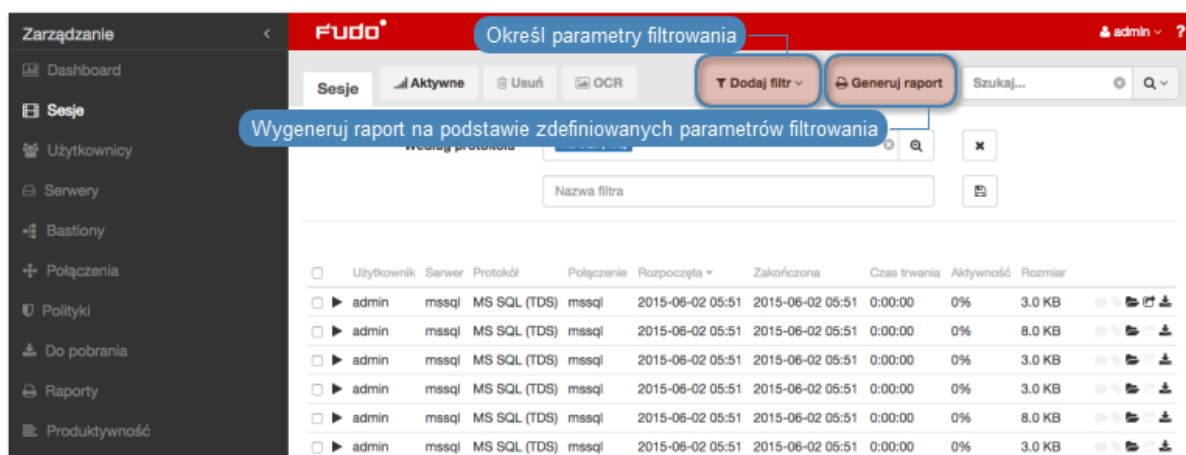 Zarządzanie
Dashboard
Sesje
Użytkownicy
Serwery
Bastiony
Połączenia
Polityki
Do pobrania
Raporty
Produktywność
FUDO
Określ parametry filtrowania
admin ?
Sesje Aktywne Usuń OCR Dodaj filtr Generuj raport Szukaj...
Wygeneruj raport na podstawie zdefiniowanych parametrów filtrowania
Według protokołu
Nazwa filtra
Użytkownik Serwer Protokół Połączenie Rozpoczęta Zakończona Czas trwania Aktywność Rozmiar
admin mssql MS SQL (TDS) mssql 2015-06-02 05:51 2015-06-02 05:51 0:00:00 0% 3.0 KB
admin mssql MS SQL (TDS) mssql 2015-06-02 05:51 2015-06-02 05:51 0:00:00 0% 8.0 KB
admin mssql MS SQL (TDS) mssql 2015-06-02 05:51 2015-06-02 05:51 0:00:00 0% 3.0 KB
admin mssql MS SQL (TDS) mssql 2015-06-02 05:51 2015-06-02 05:51 0:00:00 0% 3.0 KB
admin mssql MS SQL (TDS) mssql 2015-06-02 05:51 2015-06-02 05:51 0:00:00 0% 8.0 KB
admin mssql MS SQL (TDS) mssql 2015-06-02 05:51 2015-06-02 05:51 0:00:00 0% 3.0 KB